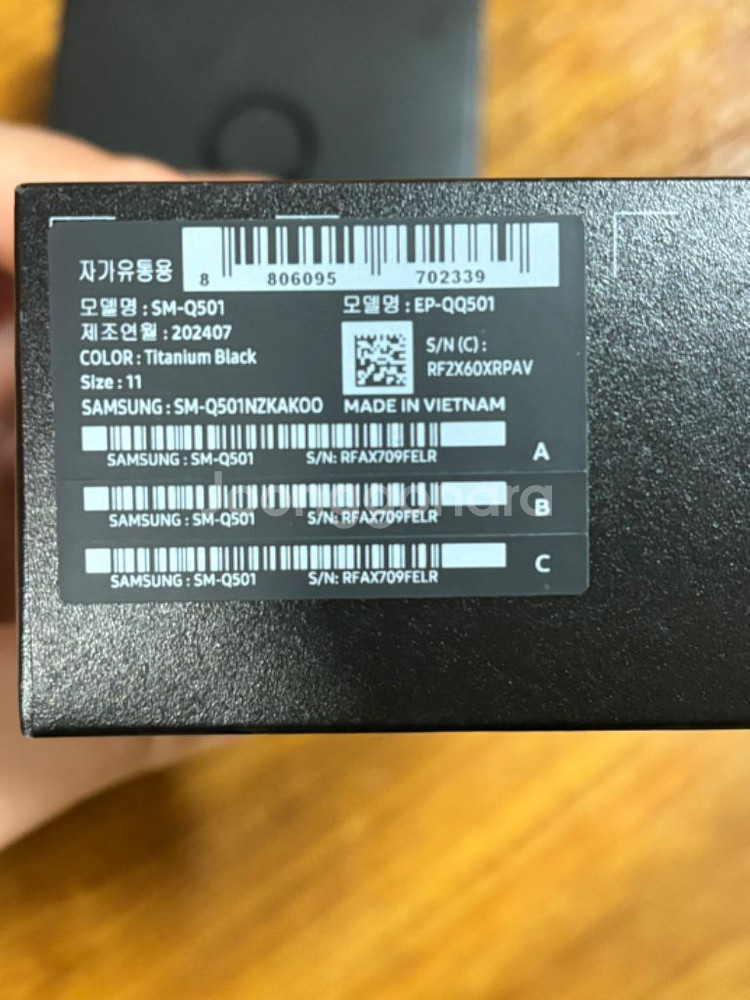 자가유통용
8 806095 702339
모델명 : SM-Q501 모델명 : EP-QQ501
제조연월 : 202407
COLOR : Titanium Black
S/N (C) :
RF2X60XRPAV
Size : 11
SAMSUNG : SM-Q501NZKAKOO MADE IN VIETNAM
SAMSUNG : SM-Q501 S/N: RFAX709FELR A
Joonggonara
SAMSUNG : SM-Q501 S/N: RFAX709FELR B
SAMSUNG : SM-Q501 S/N: RFAX709FELR C